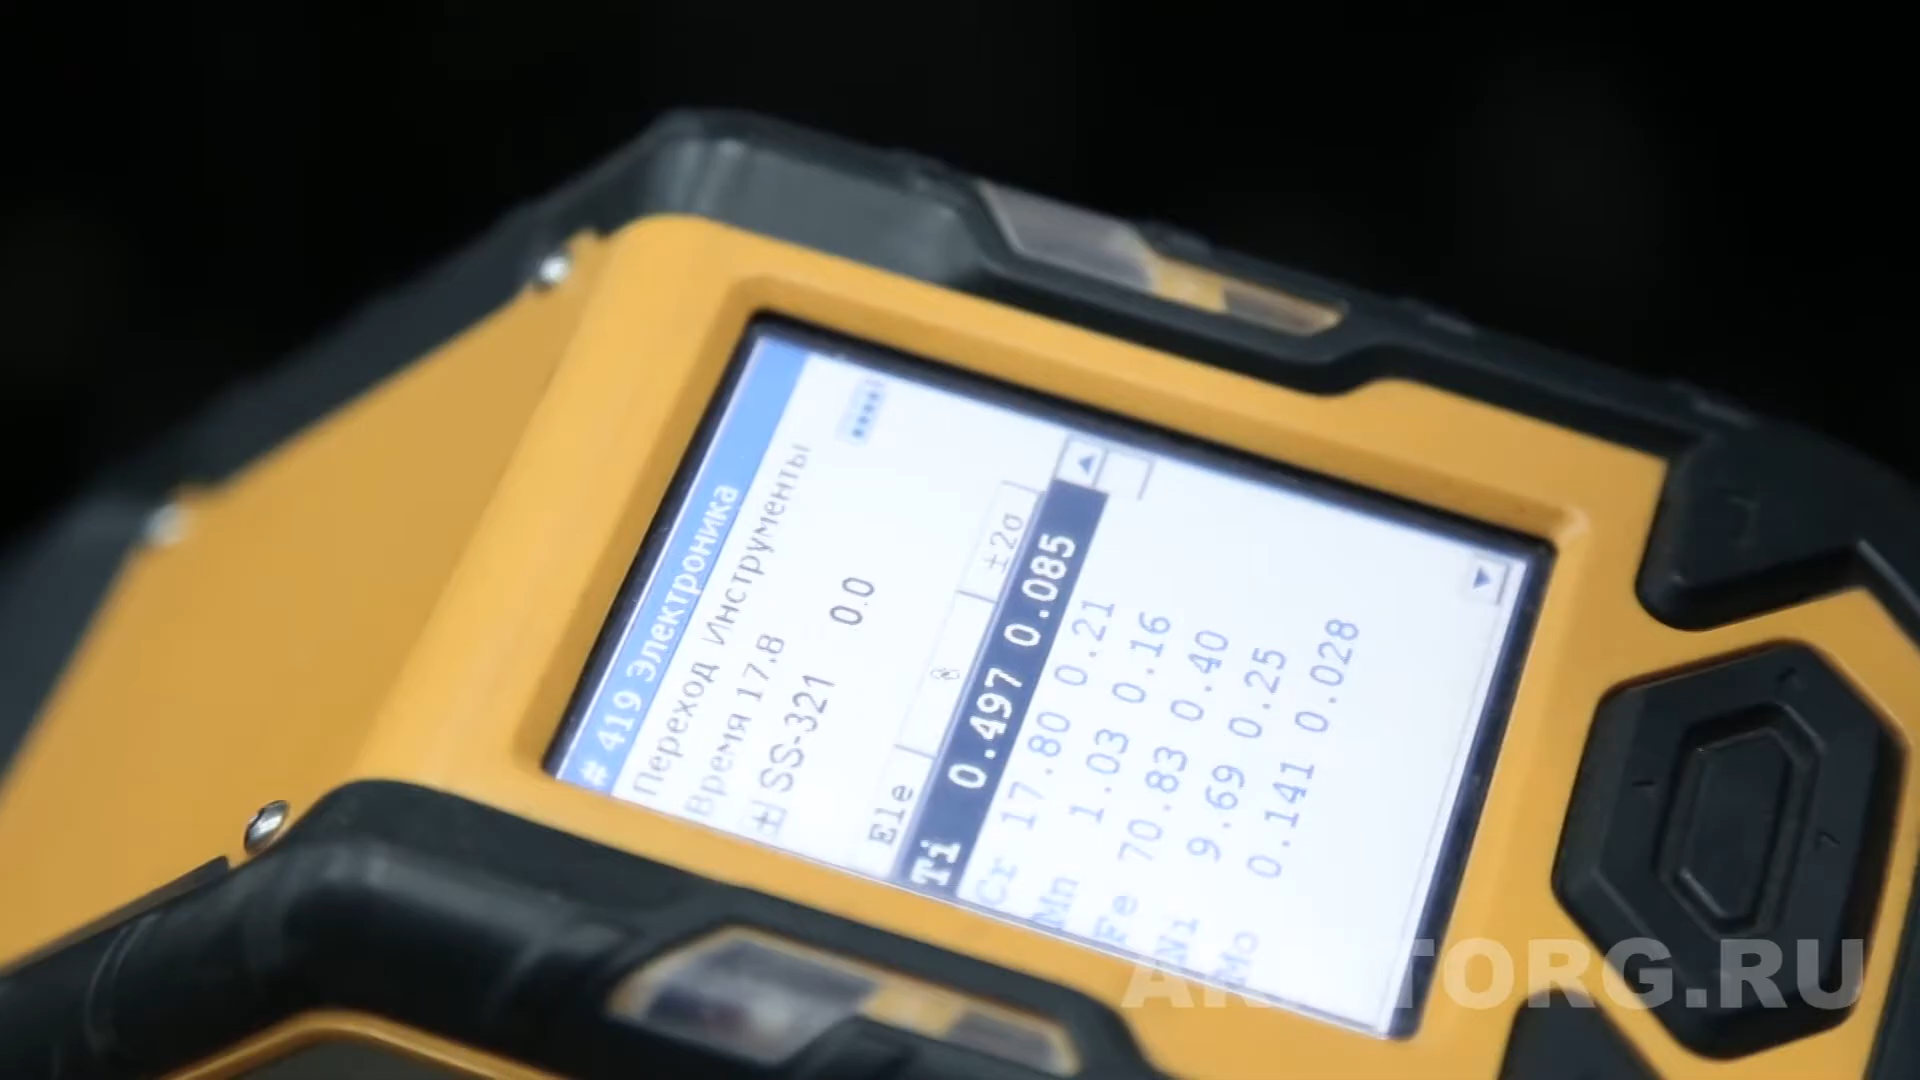 # 419 Электроника
Переход Инструменты
Время 17.8
SS-321 0.0
Ele ±2σ
Ti 0.497 0.085
Cr 17.80 0.21
Mn 1.03 0.16
Fe 70.83 0.40
Ni 9.69 0.25
Mo 0.141 0.028